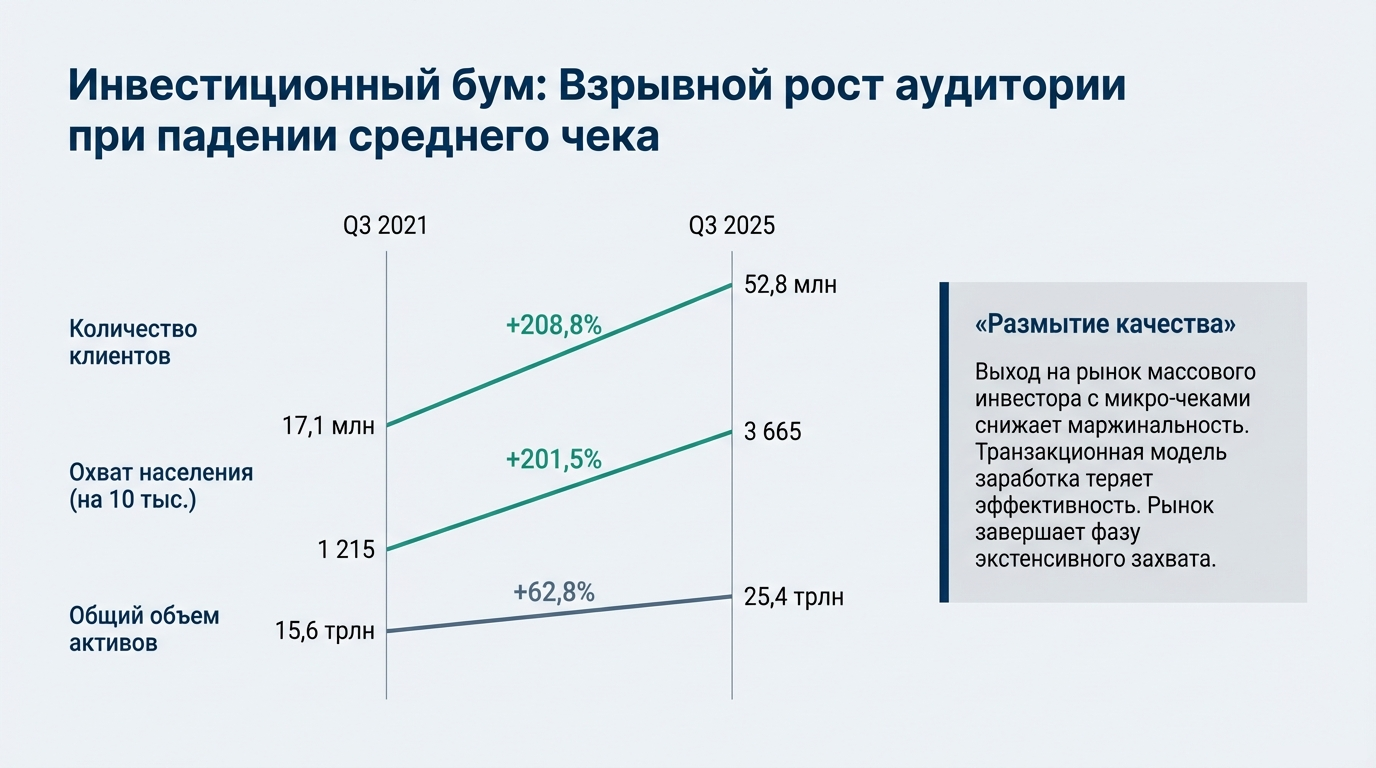 Инвестиционный бум: Взрывной рост аудитории
при падении среднего чека
Q3 2021
Q3 2025
Количество
клиентов
17,1 млн
+208,8%
52,8 млн
Охват населения
(на 10 тыс.)
1 215
+201,5%
3 665
Общий объем
активов
15,6 трлн
+62,8%
25,4 трлн
«Размытие качества»
Выход на рынок массового
инвестора с микро-чеками
снижает маржинальность.
Транзакционная модель
заработка теряет
эффективность. Рынок
завершает фазу
экстенсивного захвата.